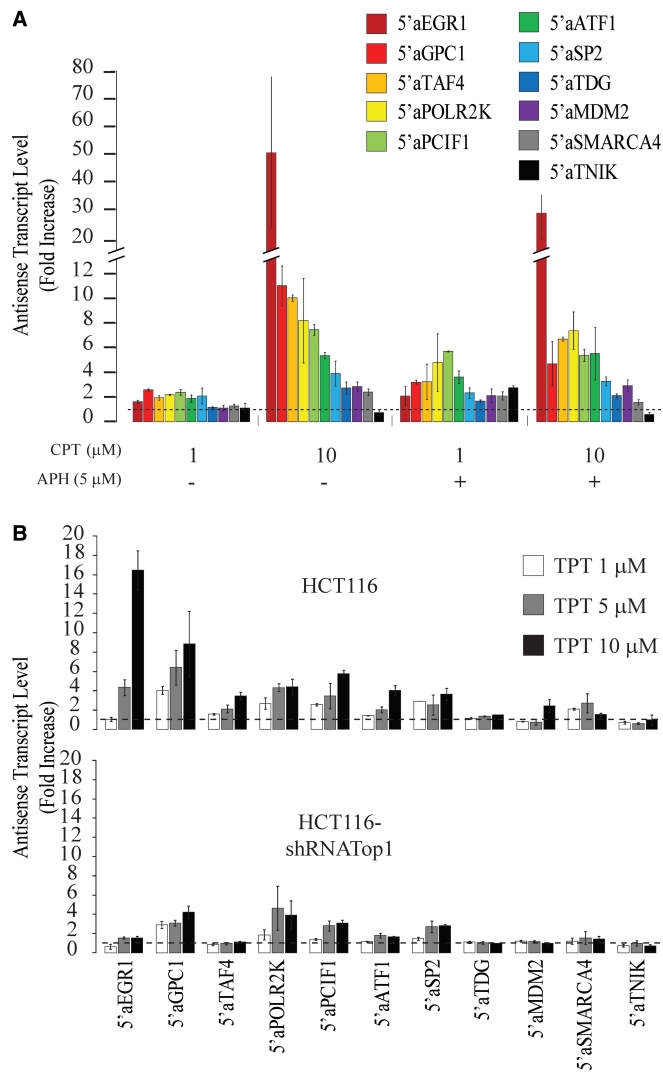 A
5'aEGR1
5'aGPC1
5'aTAF4
5'aPOLR2K
5'aPCIF1
5'aATF1
5'aSP2
5'aTDG
5'aMDM2
5'aSMARCA4
5'aTNIK
Antisense Transcript Level
(Fold Increase)
80
70
60
50
40
30
20
12
10
8
6
4
2
0
CPT (µM)
1
10
1
10
APH (5 µM)
-
-
+
+
B
Antisense Transcript Level
(Fold Increase)
20
18
16
14
12
10
8
6
4
2
0
HCT116
TPT 1 µM
TPT 5 µM
TPT 10 µM
20
18
16
14
12
10
8
6
4
2
0
HCT116-
shRNATop1
5'aEGR1
5'aGPC1
5'aTAF4
5'aPOLR2K
5'aPCIF1
5'aATF1
5'aSP2
5'aTDG
5'aMDM2
5'aSMARCA4
5'aTNIK